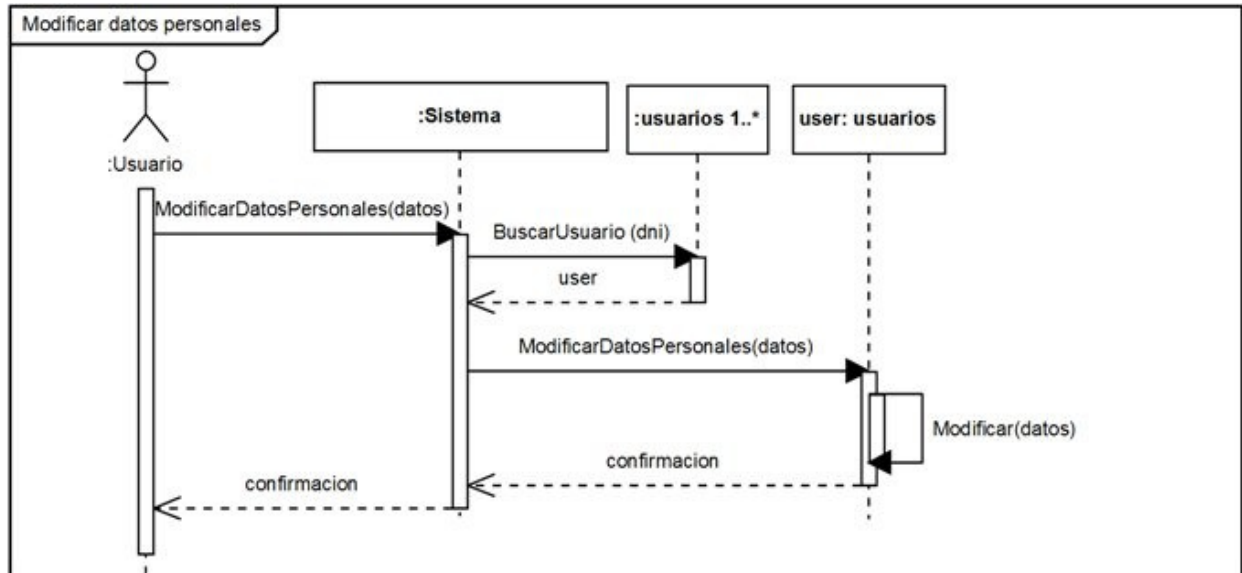 Modificar datos personales
:Sistema
:usuarios 1..*
user: usuarios
:Usuario
ModificarDatosPersonales(datos)
BuscarUsuario (dni)
user
ModificarDatosPersonales(datos)
Modificar(datos)
confirmacion
confirmacion